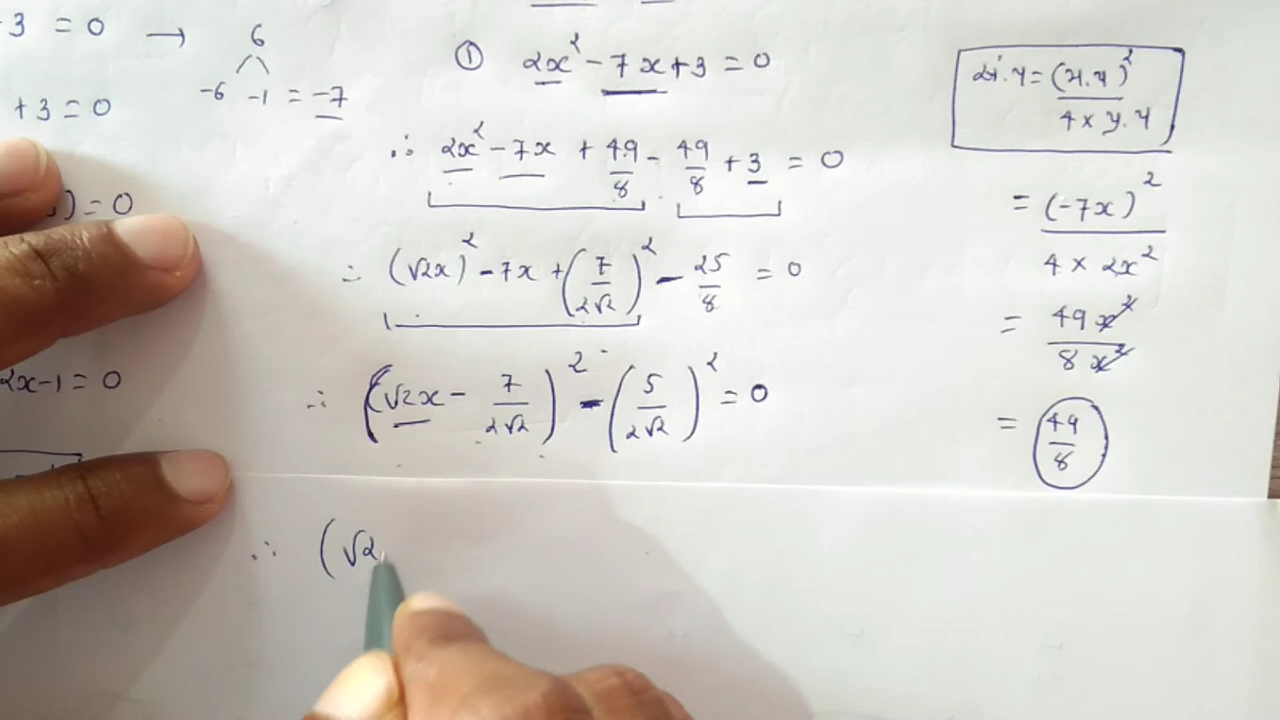 3 = 0 → 6
-6 -1 = -7
+ 3 = 0
) = 0
2x-1 = 0
① 2x² - 7x + 3 = 0
∴ 2x² - 7x + 49/8 - 49/8 + 3 = 0
∴ (√2x)² - 7x + (7/2√2)² - 25/8 = 0
∴ (√2x - 7/2√2)² - (5/2√2)² = 0
∴ (√2
= (-7x)²/4 × 2x²
= 49x²/8x²
= 49/8